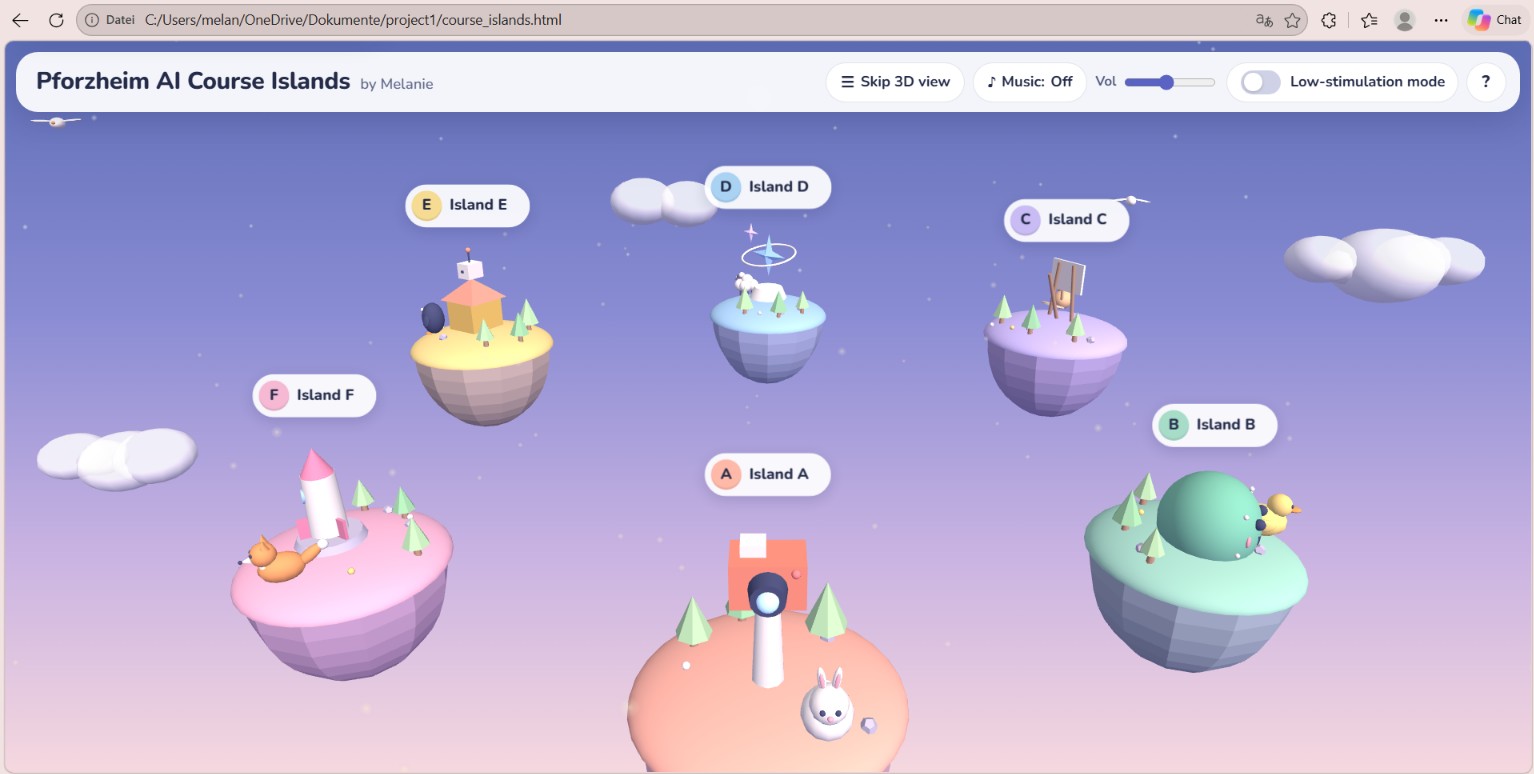 Datei C:/Users/melan/OneDrive/Dokumente/project1/course_islands.html Chat
Pforzheim AI Course Islands by Melanie ☰ Skip 3D view ♪ Music: Off Vol Low-stimulation mode ?
D Island D
E Island E
C Island C
F Island F
B Island B
A Island A